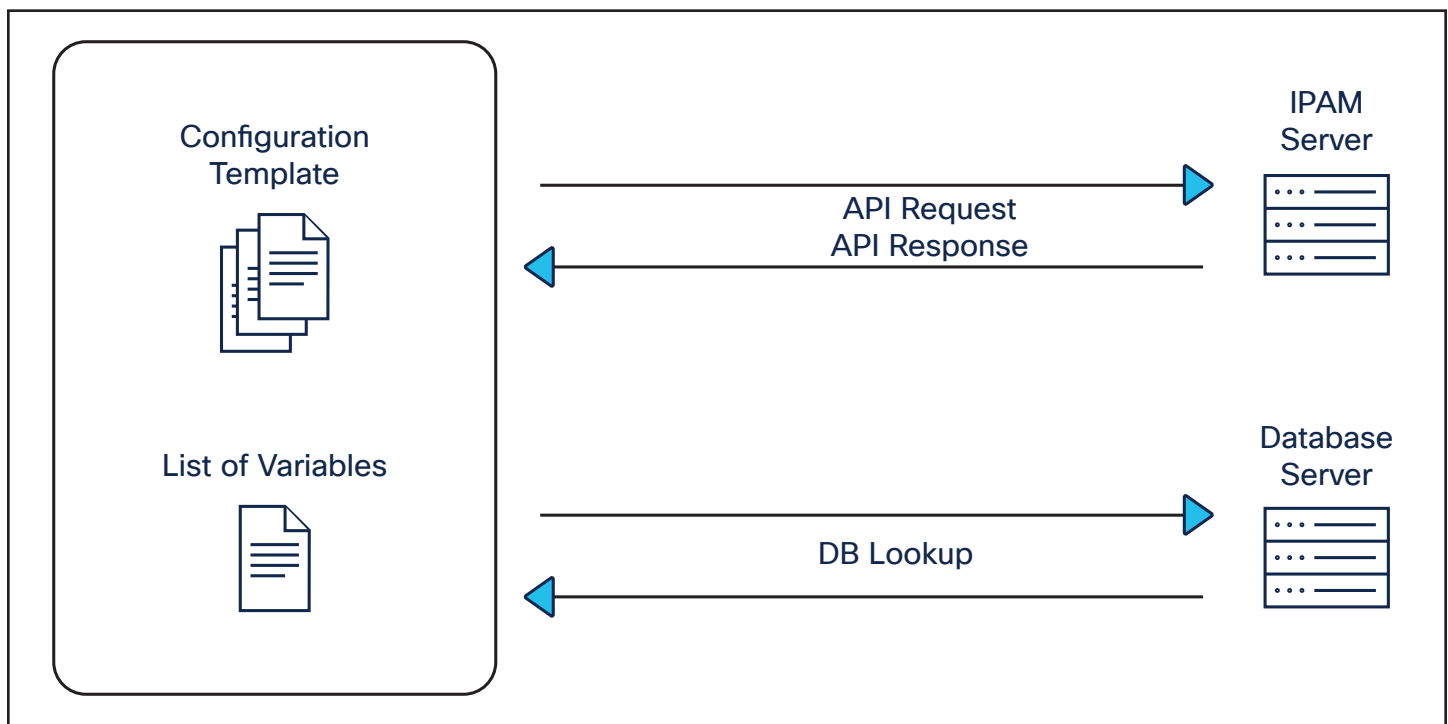 Configuration
Template
List of Variables
API Request
API Response
DB Lookup
IPAM
Server
Database
Server